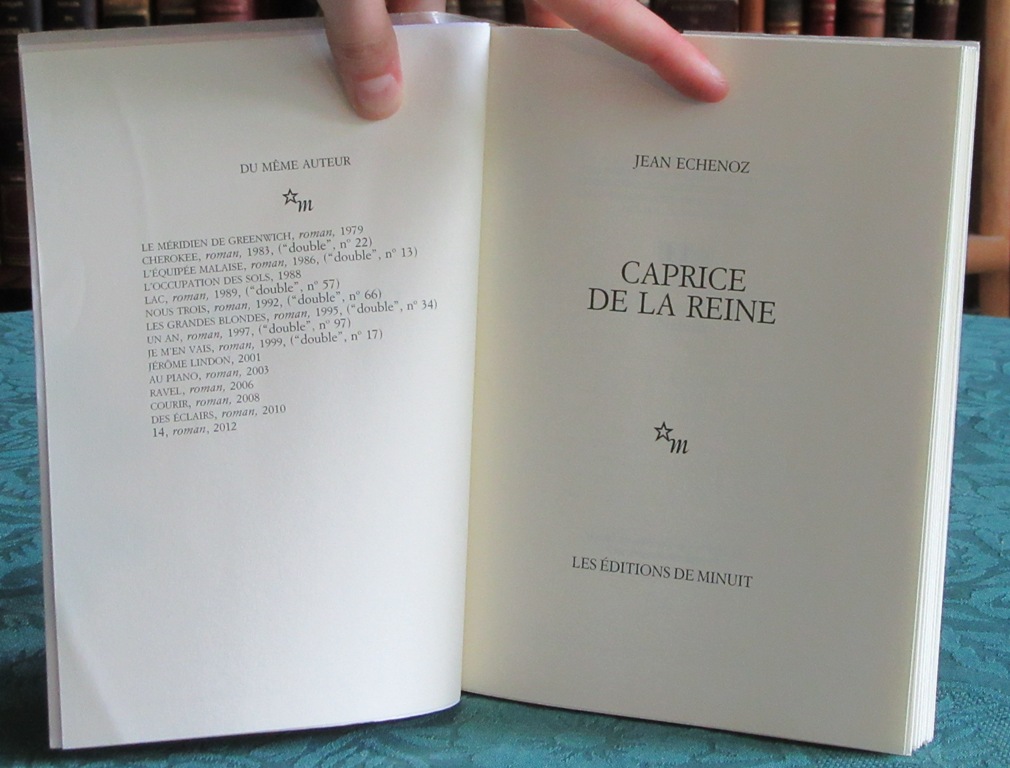 DU MÊME AUTEUR
m
LE MÉRIDIEN DE GREENWICH, roman, 1979
CHEROKEE, roman, 1983, ("double", n° 22)
L'ÉQUIPÉE MALAISE, roman, 1986, ("double", n° 13)
L'OCCUPATION DES SOLS, 1988
LAC, roman, 1989, ("double", n° 57)
NOUS TROIS, roman, 1992, ("double", n° 66)
LES GRANDES BLONDES, roman, 1995, ("double", n° 34)
UN AN, roman, 1997, ("double", n° 97)
JE M'EN VAIS, roman, 1999, ("double", n° 17)
JÉRÔME LINDON, 2001
AU PIANO, roman, 2003
RAVEL, roman, 2006
COURIR, roman, 2008
DES ÉCLAIRS, roman, 2010
14, roman, 2012
JEAN ECHENOZ
CAPRICE
DE LA REINE
m
LES ÉDITIONS DE MINUIT